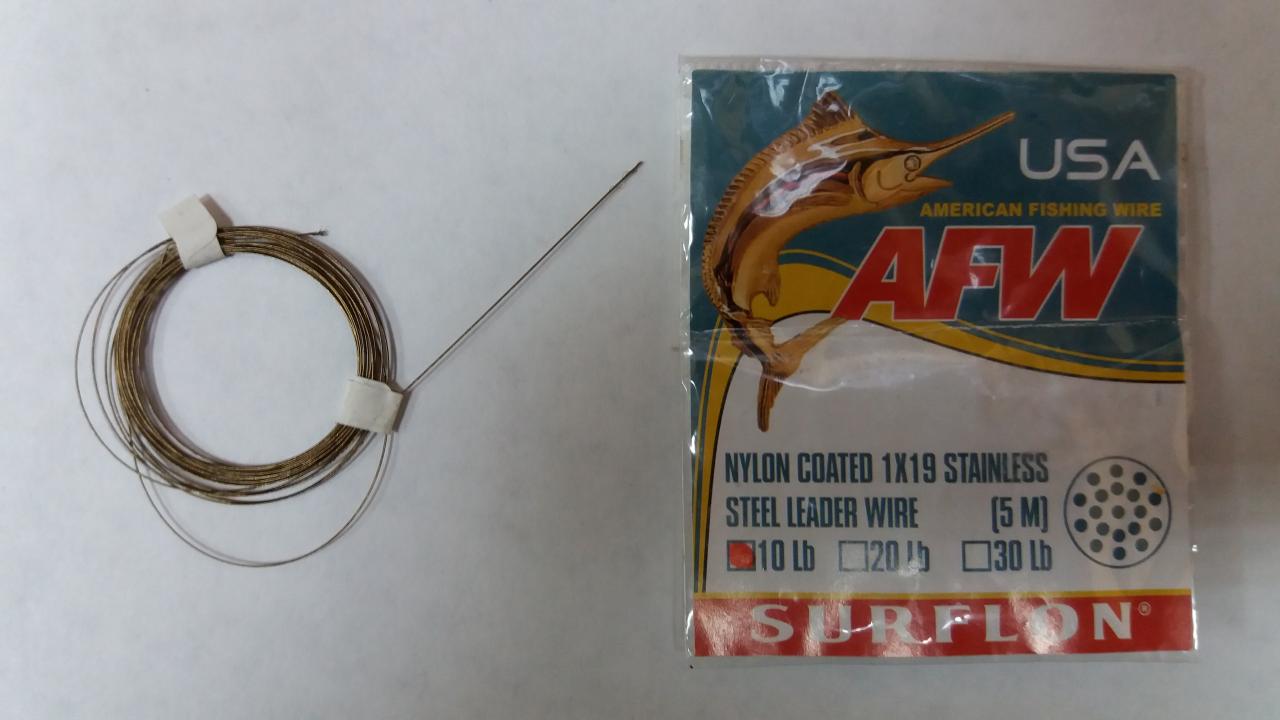 USA
AMERICAN FISHING WIRE
AFW
NYLON COATED 1X19 STAINLESS
STEEL LEADER WIRE (5 M)
10 Lb 20 Lb 30 Lb
SURFLON®